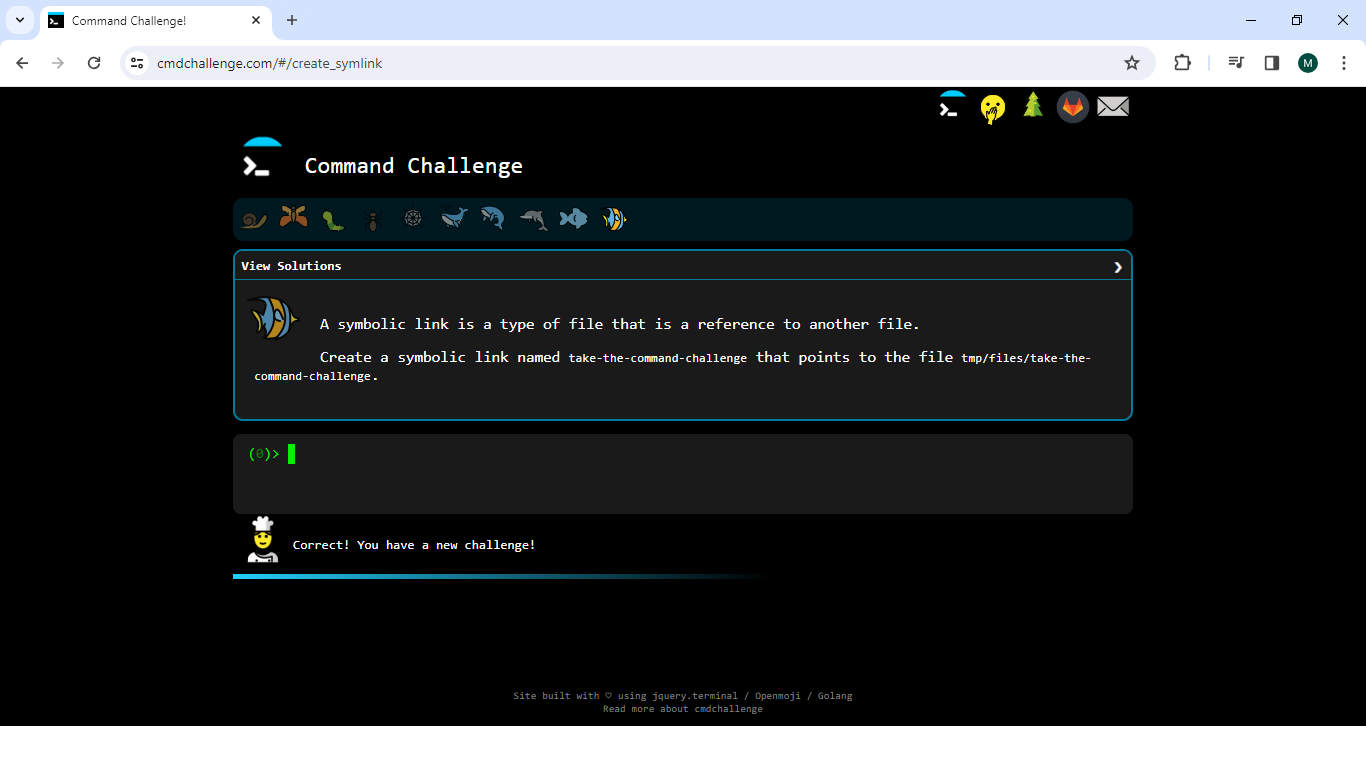 Command Challenge!
cmdchallenge.com/#/create_symlink
M
Command Challenge
View Solutions
A symbolic link is a type of file that is a reference to another file.
Create a symbolic link named take-the-command-challenge that points to the file tmp/files/take-the-
command-challenge.
(0)>
Correct! You have a new challenge!
Site built with ♡ using jquery.terminal / Openmoji / Golang
Read more about cmdchallenge